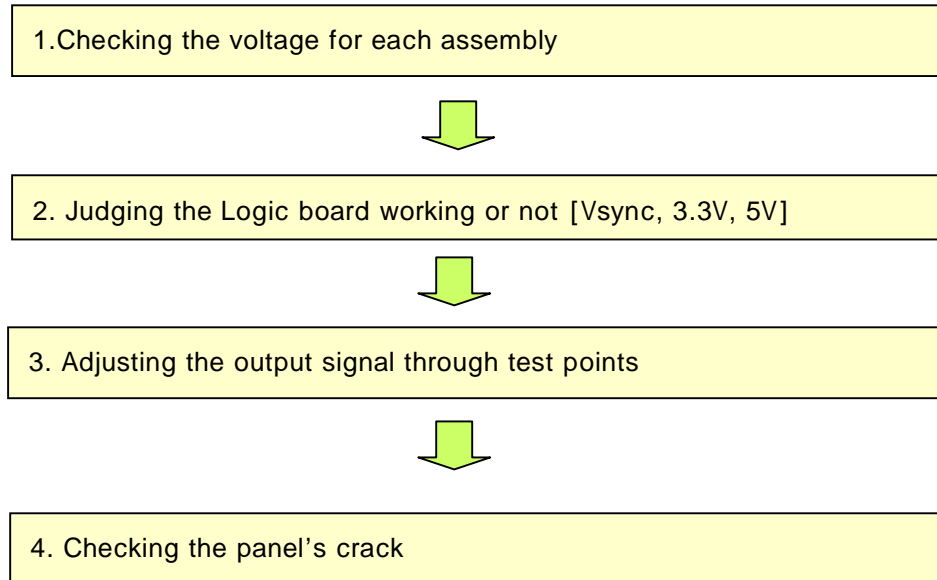 1.Checking the voltage for each assembly
2. Judging the Logic board working or not [Vsync, 3.3V, 5V]
3. Adjusting the output signal through test points
4. Checking the panel’s crack